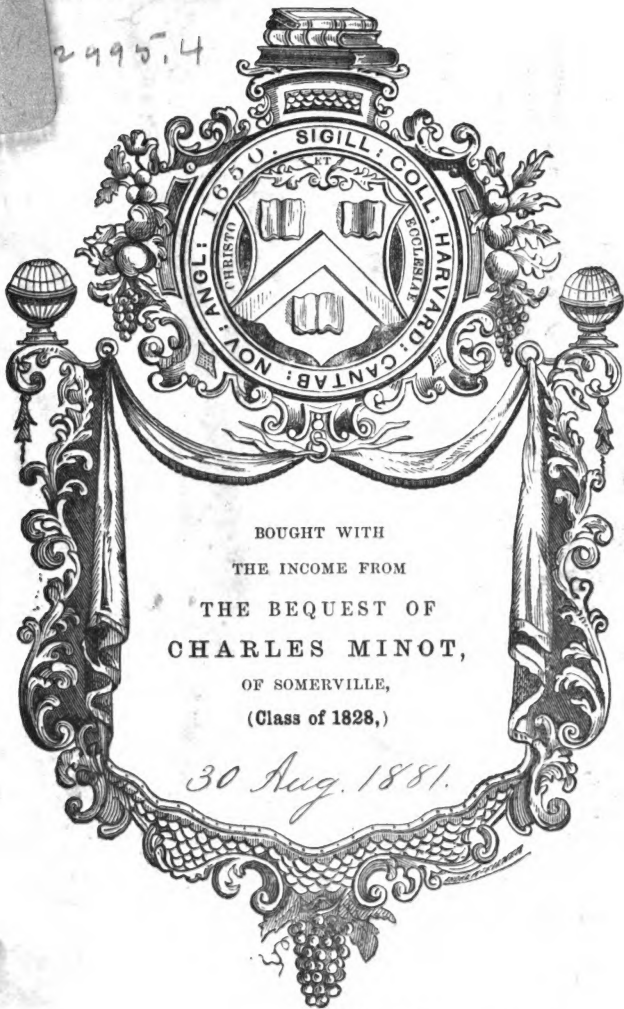 2995.4
SIGILL: COLL: HARVARD: CANTAB: NOV: ANGL: 1650.
CHRISTO ET ECCLESIAE
BOUGHT WITH
THE INCOME FROM
THE BEQUEST OF
CHARLES MINOT,
OF SOMERVILLE,
(Class of 1828,)
30 Aug. 1881.